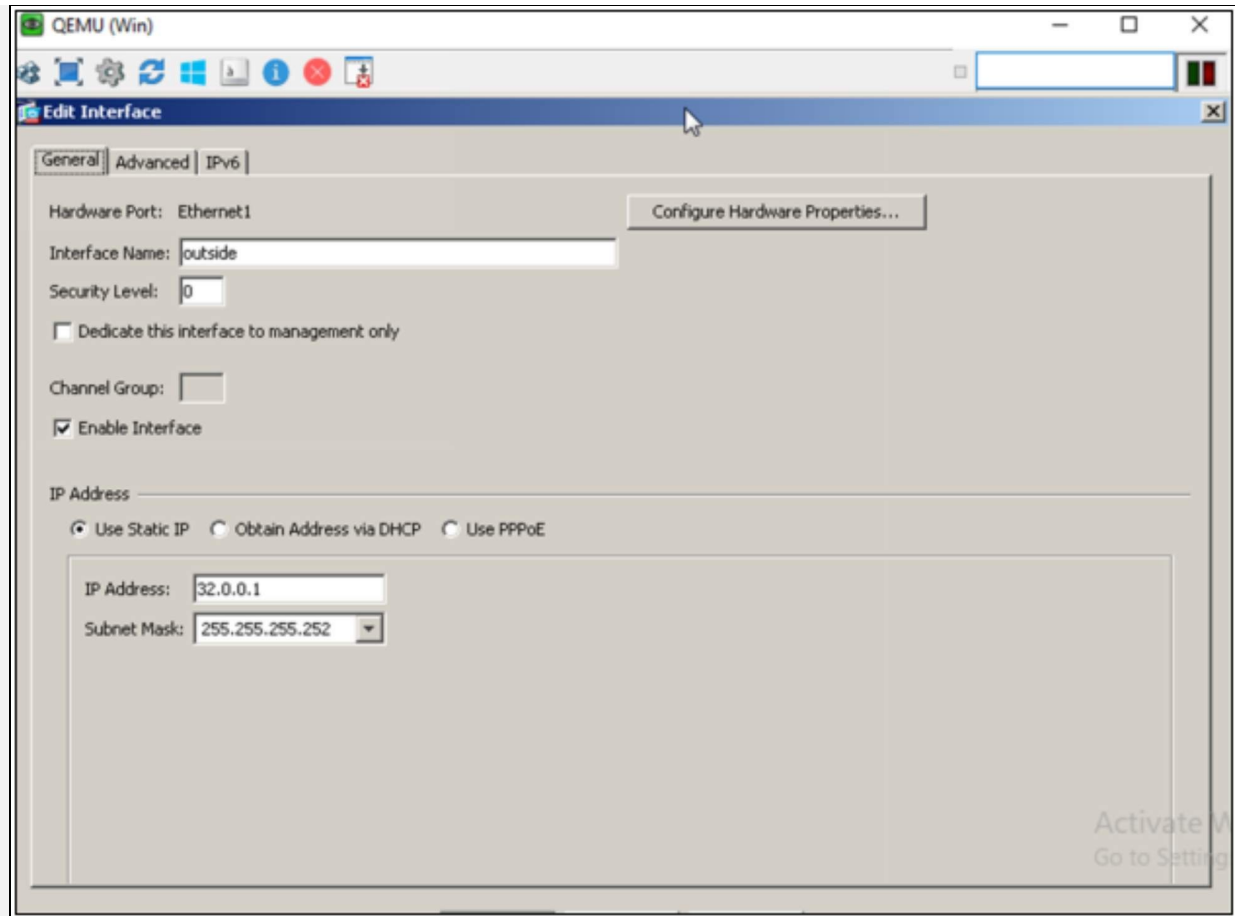 QEMU (Win)
Edit Interface
General Advanced IPv6
Hardware Port: Ethernet1 Configure Hardware Properties...
Interface Name: outside
Security Level: 0
Dedicate this interface to management only
Channel Group:
Enable Interface
IP Address
Use Static IP Obtain Address via DHCP Use PPPoE
IP Address: 32.0.0.1
Subnet Mask: 255.255.255.252
Activate W
Go to Setting